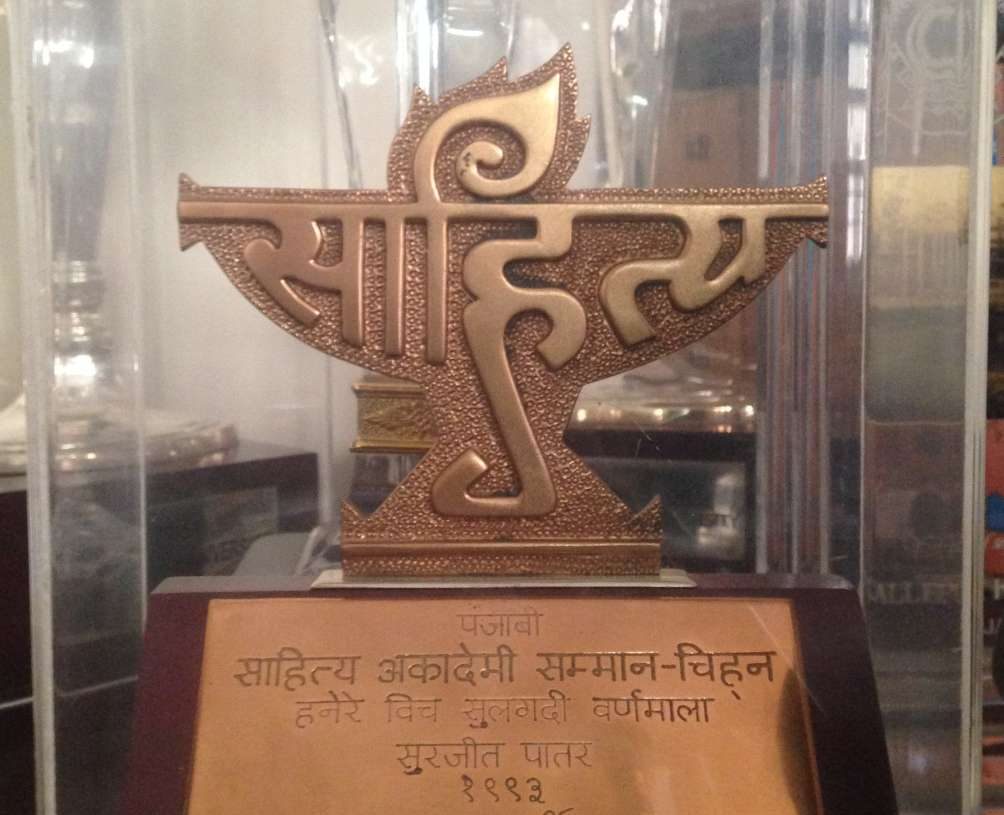 साहित्य
पंजाबी
साहित्य अकादेमी सम्मान-चिह्न
हनेरे विच सुलगदी वर्णमाला
सुरजीत पातर
१९९३